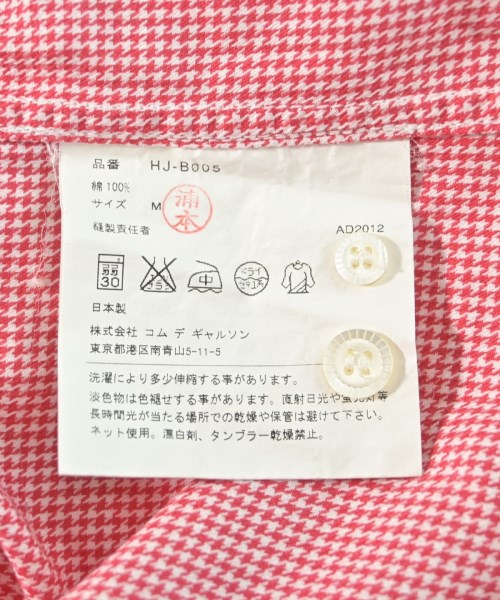 品番 HJ-B005
綿 100%
サイズ M
浦本
縫製責任者 AD2012
弱 30 中 ドライ
日本製
株式会社 コム デ ギャルソン
東京都港区南青山5-11-5
洗濯により多少伸縮する事があります。
淡色物は色褪せする事があります。直射日光や蛍光灯等
長時間光が当たる場所での乾燥や保管は避けて下さい。
ネット使用。漂白剤、タンブラー乾燥禁止。